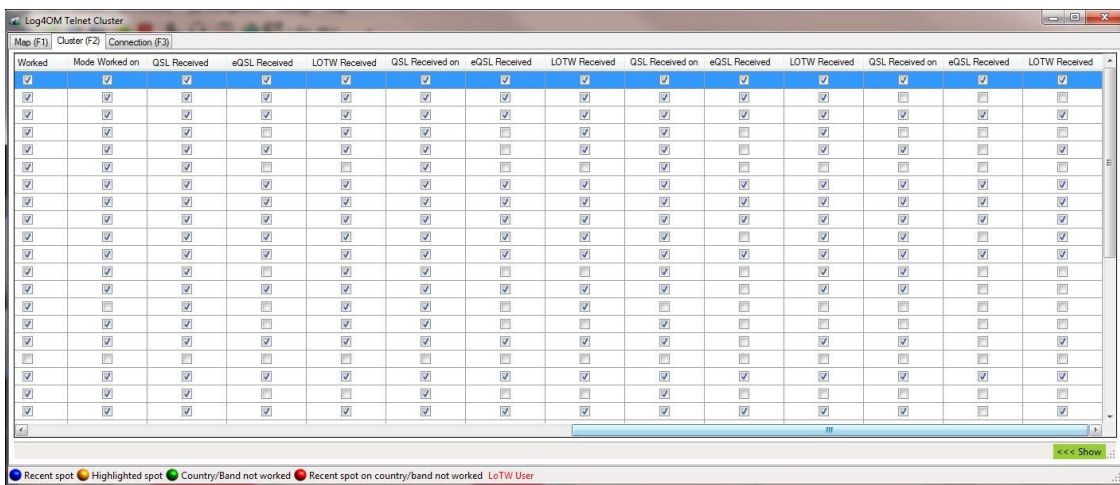 Log4OM Telnet Cluster
Map (F1) Cluster (F2) Connection (F3)
Worked Mode Worked on QSL Received eQSL Received LOTW Received QSL Received on eQSL Received LOTW Received QSL Received on eQSL Received LOTW Received QSL Received on eQSL Received LOTW Received
<<< Show
Recent spot Highlighted spot Country/Band not worked Recent spot on country/band not worked LoTW User